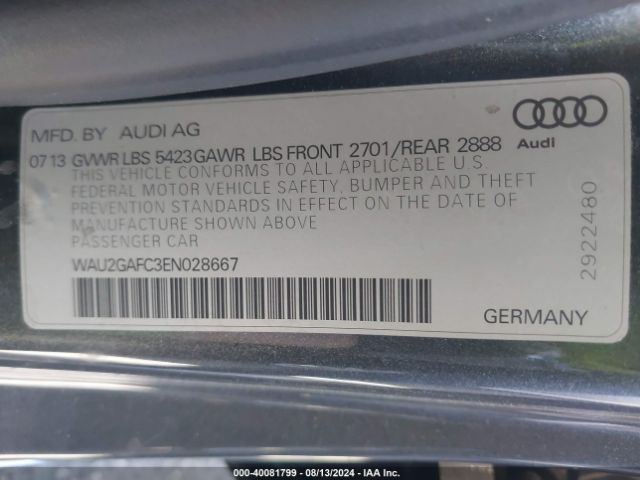 MFD. BY AUDI AG
07 13 GVWR LBS 5423 GAWR LBS FRONT 2701/REAR 2888
THIS VEHICLE CONFORMS TO ALL APPLICABLE U.S.
FEDERAL MOTOR VEHICLE SAFETY, BUMPER AND THEFT
PREVENTION STANDARDS IN EFFECT ON THE DATE OF
MANUFACTURE SHOWN ABOVE
PASSENGER CAR
WAU2GAFC3EN028667
Audi
2922480
GERMANY
000-40081799 - 08/13/2024 - IAA Inc.